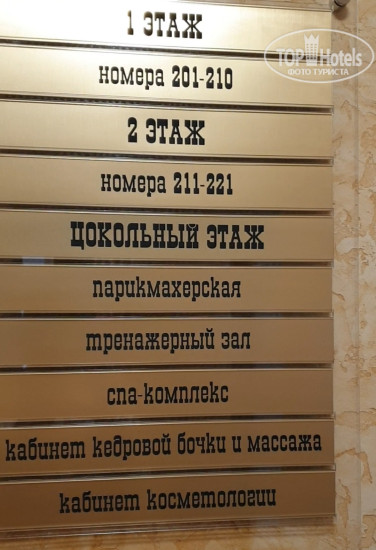 1 ЭТАЖ
TOP Hotels
ФОТО ТУРИСТА
номера 201-210
2 ЭТАЖ
номера 211-221
ЦОКОЛЬНЫЙ ЭТАЖ
парикмахерская
тренажерный зал
спа-комплекс
кабинет кедровой бочки и массажа
кабинет косметологии